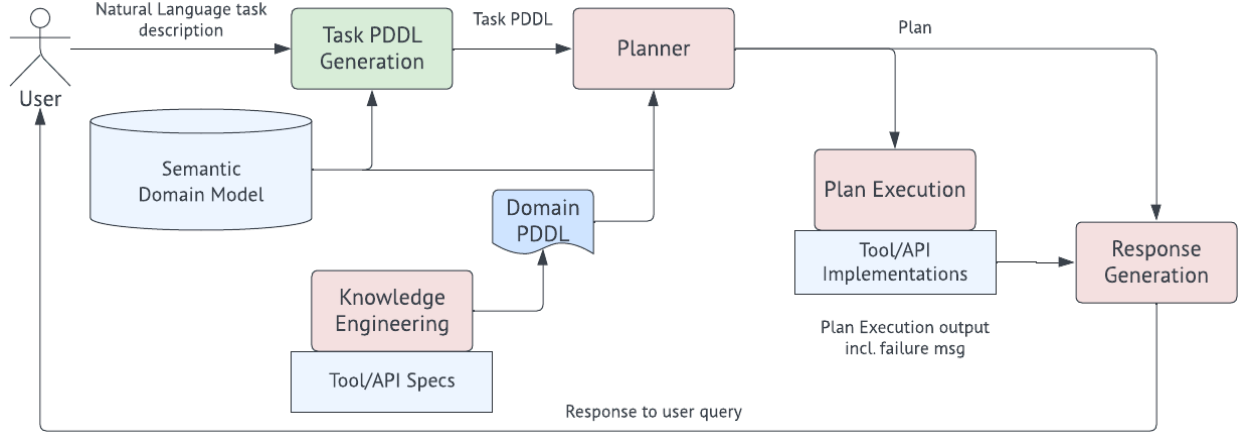 Natural Language task
description
User
Task PDDL
Generation
Task PDDL
Planner
Plan
Semantic
Domain Model
Domain
PDDL
Plan Execution
Tool/API
Implementations
Response
Generation
Knowledge
Engineering
Tool/API Specs
Plan Execution output
incl. failure msg
Response to user query